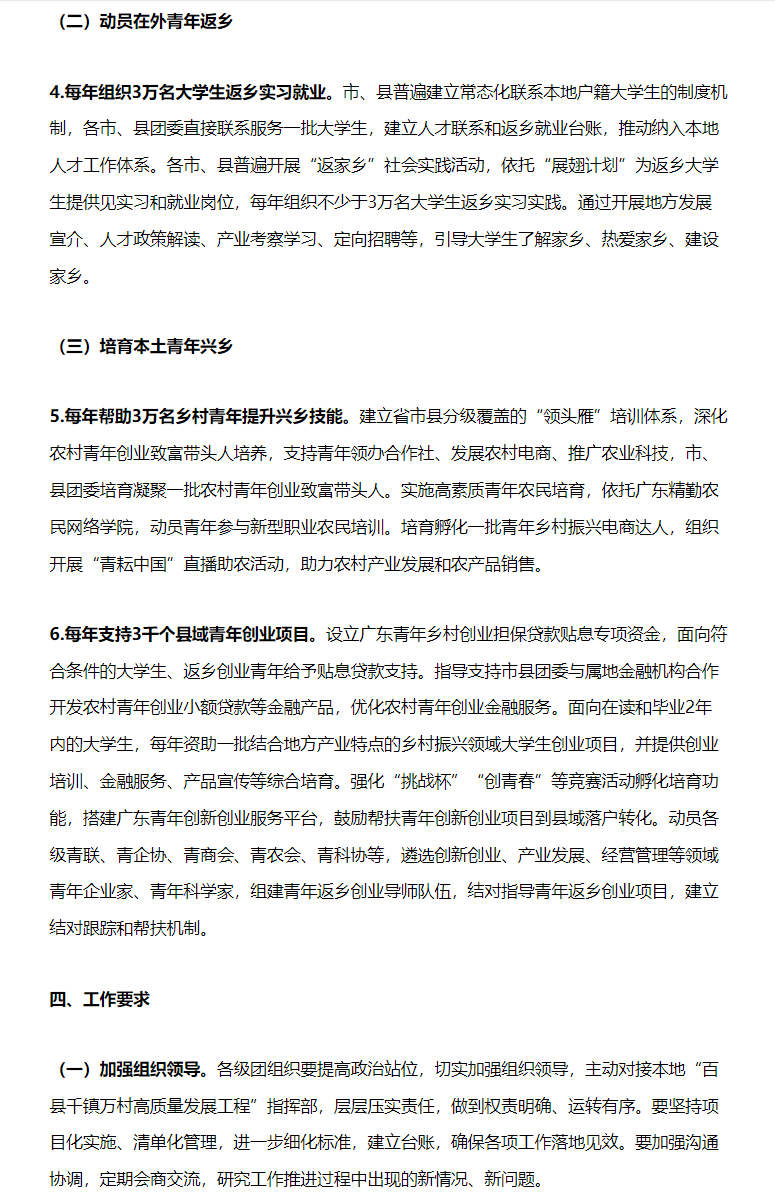 （二）动员在外青年返乡
4.每年组织3万名大学生返乡实习就业。市、县普遍建立常态化联系本地户籍大学生的制度机
制，各市、县团委直接联系服务一批大学生，建立人才联系和返乡就业台账，推动纳入本地
人才工作体系。各市、县普遍开展“返家乡”社会实践活动，依托“展翅计划”为返乡大学
生提供见实习和就业岗位，每年组织不少于3万名大学生返乡实习实践。通过开展地方发展
宣介、人才政策解读、产业考察学习、定向招聘等，引导大学生了解家乡、热爱家乡、建设
家乡。
（三）培育本土青年兴乡
5.每年帮助3万名乡村青年提升兴乡技能。建立省市县分级覆盖的“领头雁”培训体系，深化
农村青年创业致富带头人培养，支持青年领办合作社、发展农村电商、推广农业科技，市、
县团委培育凝聚一批农村青年创业致富带头人。实施高素质青年农民培育，依托广东精勤农
民网络学院，动员青年参与新型职业农民培训。培育孵化一批青年乡村振兴电商达人，组织
开展“青耘中国”直播助农活动，助力农村产业发展和农产品销售。
6.每年支持3千个县域青年创业项目。设立广东青年乡村创业担保贷款贴息专项资金，面向符
合条件的大学生、返乡创业青年给予贴息贷款支持。指导支持市县团委与属地金融机构合作
开发农村青年创业小额贷款等金融产品，优化农村青年创业金融服务。面向在读和毕业2年
内的大学生，每年资助一批结合地方产业特点的乡村振兴领域大学生创业项目，并提供创业
培训、金融服务、产品宣传等综合培育。强化“挑战杯”“创青春”等竞赛活动孵化培育功
能，搭建广东青年创新创业服务平台，鼓励帮扶青年创新创业项目到县域落户转化。动员各
级青联、青企协、青商会、青农会、青科协等，遴选创新创业、产业发展、经营管理等领域
青年企业家、青年科学家，组建青年返乡创业导师队伍，结对指导青年返乡创业项目，建立
结对跟踪和帮扶机制。
四、工作要求
（一）加强组织领导。各级团组织要提高政治站位，切实加强组织领导，主动对接本地“百
县千镇万村高质量发展工程”指挥部，层层压实责任，做到权责明确、运转有序。要坚持项
目化实施、清单化管理，进一步细化标准，建立台账，确保各项工作落地见效。要加强沟通
协调，定期会商交流，研究工作推进过程中出现的新情况、新问题。